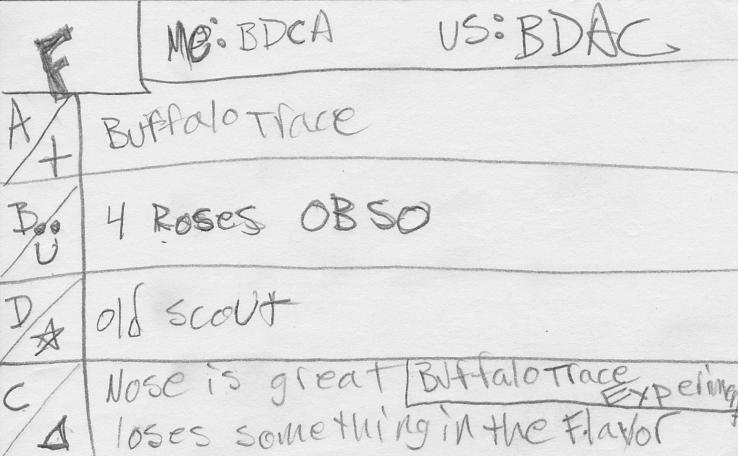 F
Me: BDCA US: BDAC
A + Buffalo Trace
B 4 Roses OBSO
D old scout
C Nose is great Buffalo Trace
loses something in the Flavor